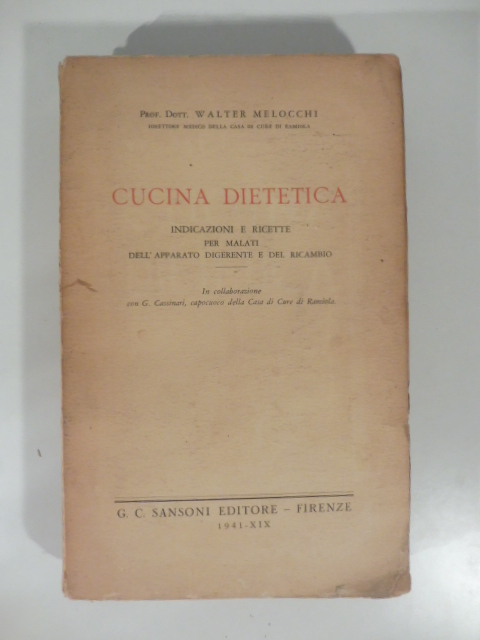 Prof. Dott. WALTER MELOCCHI
DIRETTORE MEDICO DELLA CASA DI CURE DI RAMIOLA
CUCINA DIETETICA
INDICAZIONI E RICETTE
PER MALATI
DELL'APPARATO DIGERENTE E DEL RICAMBIO
In collaborazione
con G. Cassinari, capocuoco della Casa di Cure di Ramiola.
G. C. SANSONI EDITORE – FIRENZE
1941-XIX